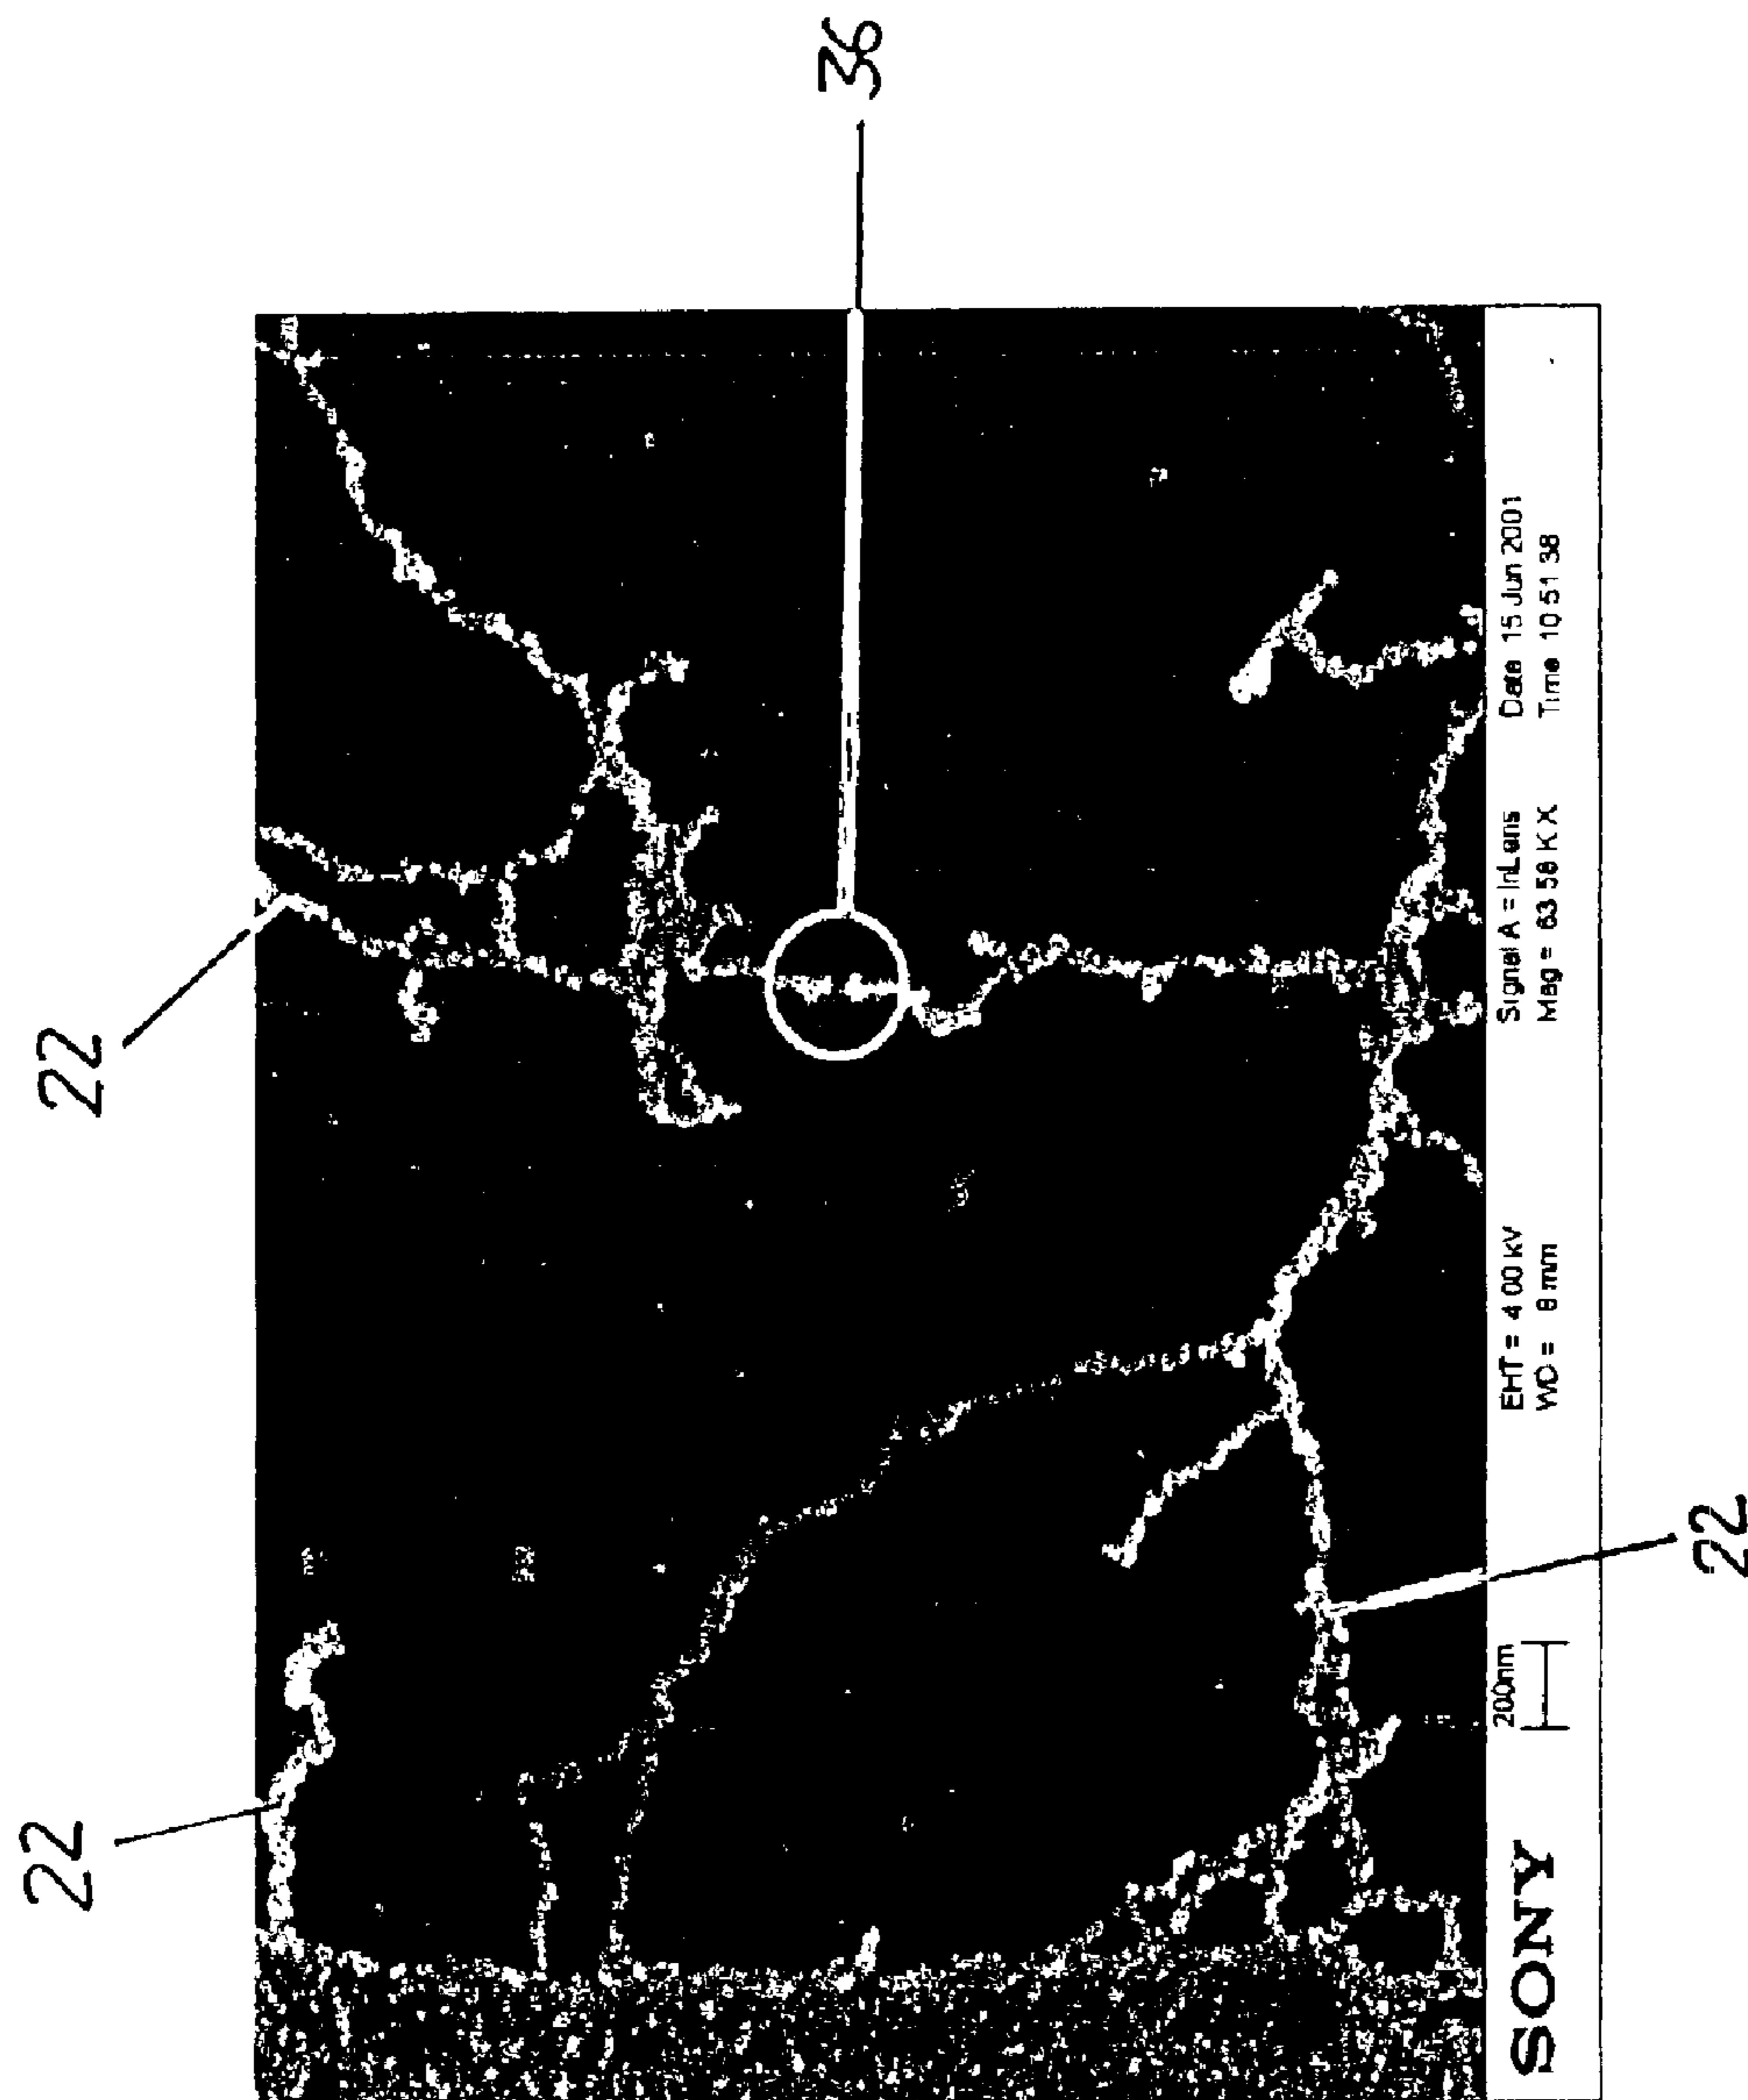 22
22
36
SONY
200nm
EHT = 4 00 kV
WD = 8 mm
Signal A = InLens
Mag = 63 58 K X
Date 15 Jun 2001
Time 10 51 38
22